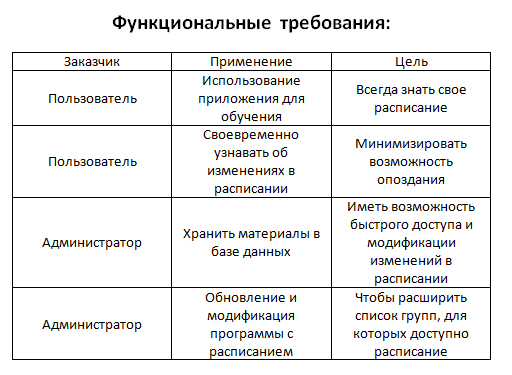 Функциональные требования:
Заказчик Применение Цель
Пользователь
Использование
приложения для
обучения
Всегда знать свое
расписание
Пользователь
Своевременно
узнавать об
изменениях в
расписании
Минимизировать
возможность
опоздания
Администратор
Хранить материалы в
базе данных
Иметь возможность
быстрого доступа и
модификации
изменений в
расписании
Администратор
Обновление и
модификация
программы с
расписанием
Чтобы расширить
список групп, для
которых доступно
расписание